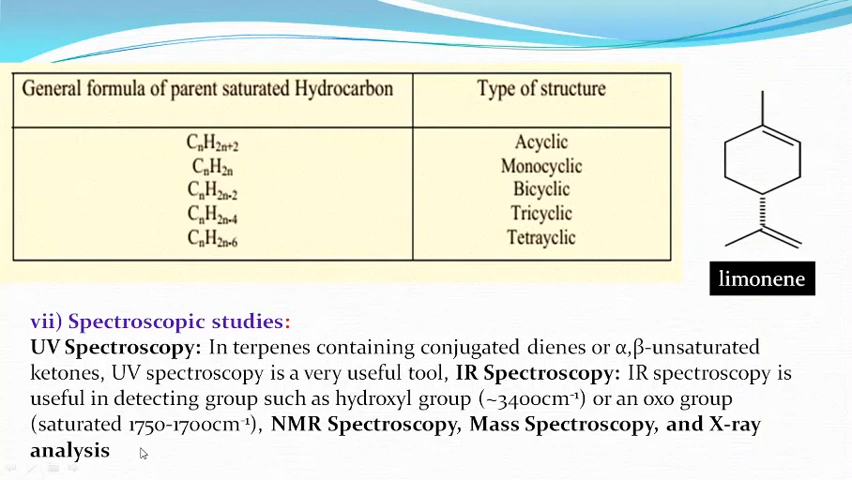 General formula of parent saturated Hydrocarbon Type of structure
CₙH₂ₙ₊₂ Acyclic
CₙH₂ₙ Monocyclic
CₙH₂ₙ₋₂ Bicyclic
CₙH₂ₙ₋₄ Tricyclic
CₙH₂ₙ₋₆ Tetrayclic
limonene
vii) Spectroscopic studies:
UV Spectroscopy: In terpenes containing conjugated dienes or α,β-unsaturated
ketones, UV spectroscopy is a very useful tool, IR Spectroscopy: IR spectroscopy is
useful in detecting group such as hydroxyl group (~3400cm⁻¹) or an oxo group
(saturated 1750-1700cm⁻¹), NMR Spectroscopy, Mass Spectroscopy, and X-ray
analysis